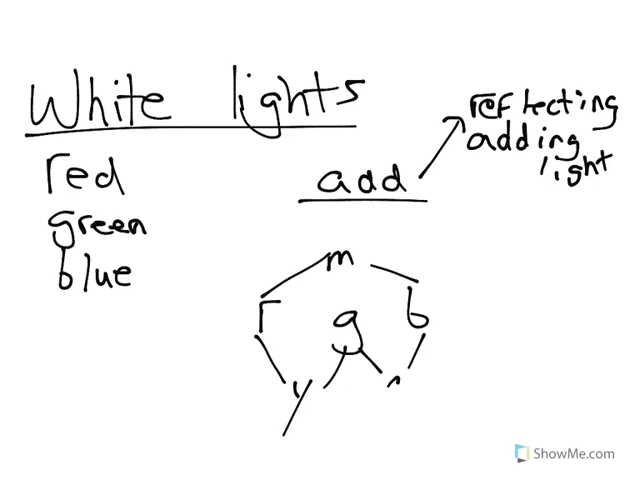 White lights
red
green
blue
add
reflecting
adding
light
m
r
g
b
y
ShowMe.com